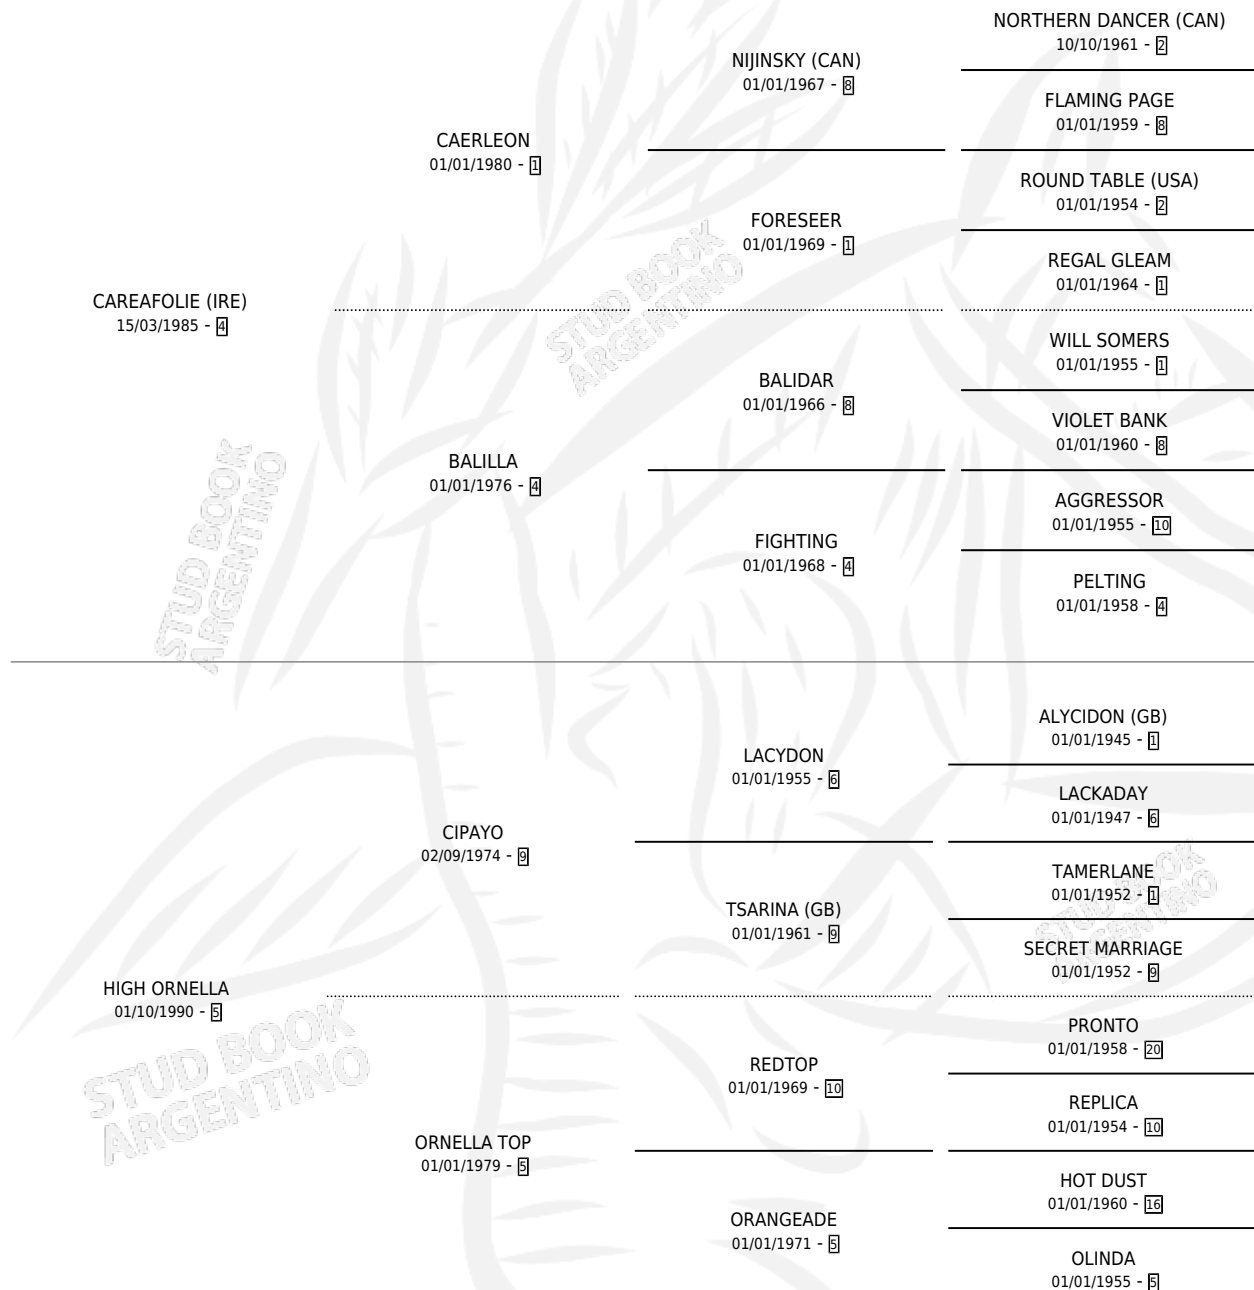 NORTHERN DANCER (CAN)
10/10/1961 - 2
NIJINSKY (CAN)
01/01/1967 - 8
FLAMING PAGE
01/01/1959 - 8
CAERLEON
01/01/1980 - 1
ROUND TABLE (USA)
01/01/1954 - 2
FORESEER
01/01/1969 - 1
REGAL GLEAM
01/01/1964 - 1
CAREAFOLIE (IRE)
15/03/1985 - 4
WILL SOMERS
01/01/1955 - 1
BALIDAR
01/01/1966 - 8
VIOLET BANK
01/01/1960 - 8
BALILLA
01/01/1976 - 4
AGGRESSOR
01/01/1955 - 10
FIGHTING
01/01/1968 - 4
PELTING
01/01/1958 - 4
ALYCIDON (GB)
01/01/1945 - 1
LACYDON
01/01/1955 - 6
LACKADAY
01/01/1947 - 6
CIPAYO
02/09/1974 - 9
TAMERLANE
01/01/1952 - 1
TSARINA (GB)
01/01/1961 - 9
SECRET MARRIAGE
01/01/1952 - 9
HIGH ORNELLA
01/10/1990 - 5
PRONTO
01/01/1958 - 20
REDTOP
01/01/1969 - 10
REPLICA
01/01/1954 - 10
ORNELLA TOP
01/01/1979 - 5
HOT DUST
01/01/1960 - 16
ORANGEADE
01/01/1971 - 5
OLINDA
01/01/1955 - 5
STUD BOOK
ARGENTINO
STUD BOOK
ARGENTINO
STUD BOOK
ARGENTINO
STUD BOOK
ARGENTINO